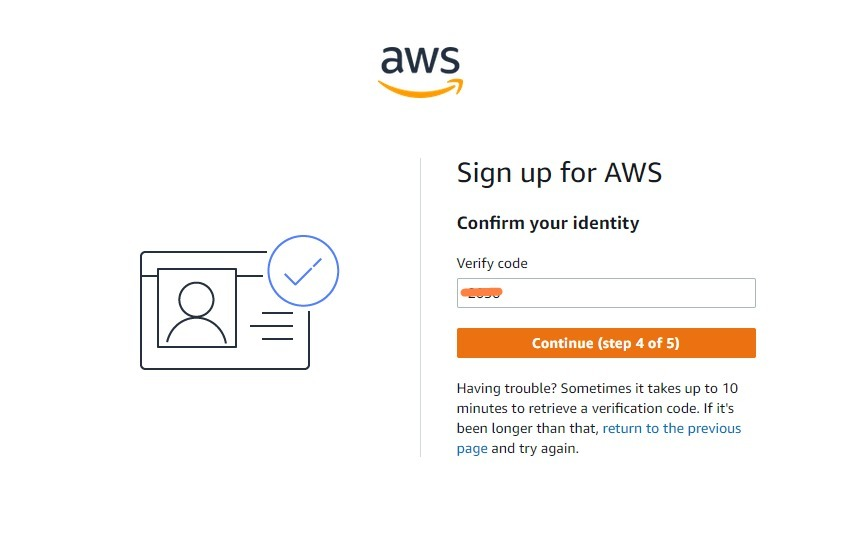 aws
Sign up for AWS
Confirm your identity
Verify code
Continue (step 4 of 5)
Having trouble? Sometimes it takes up to 10
minutes to retrieve a verification code. If it's
been longer than that, return to the previous
page and try again.